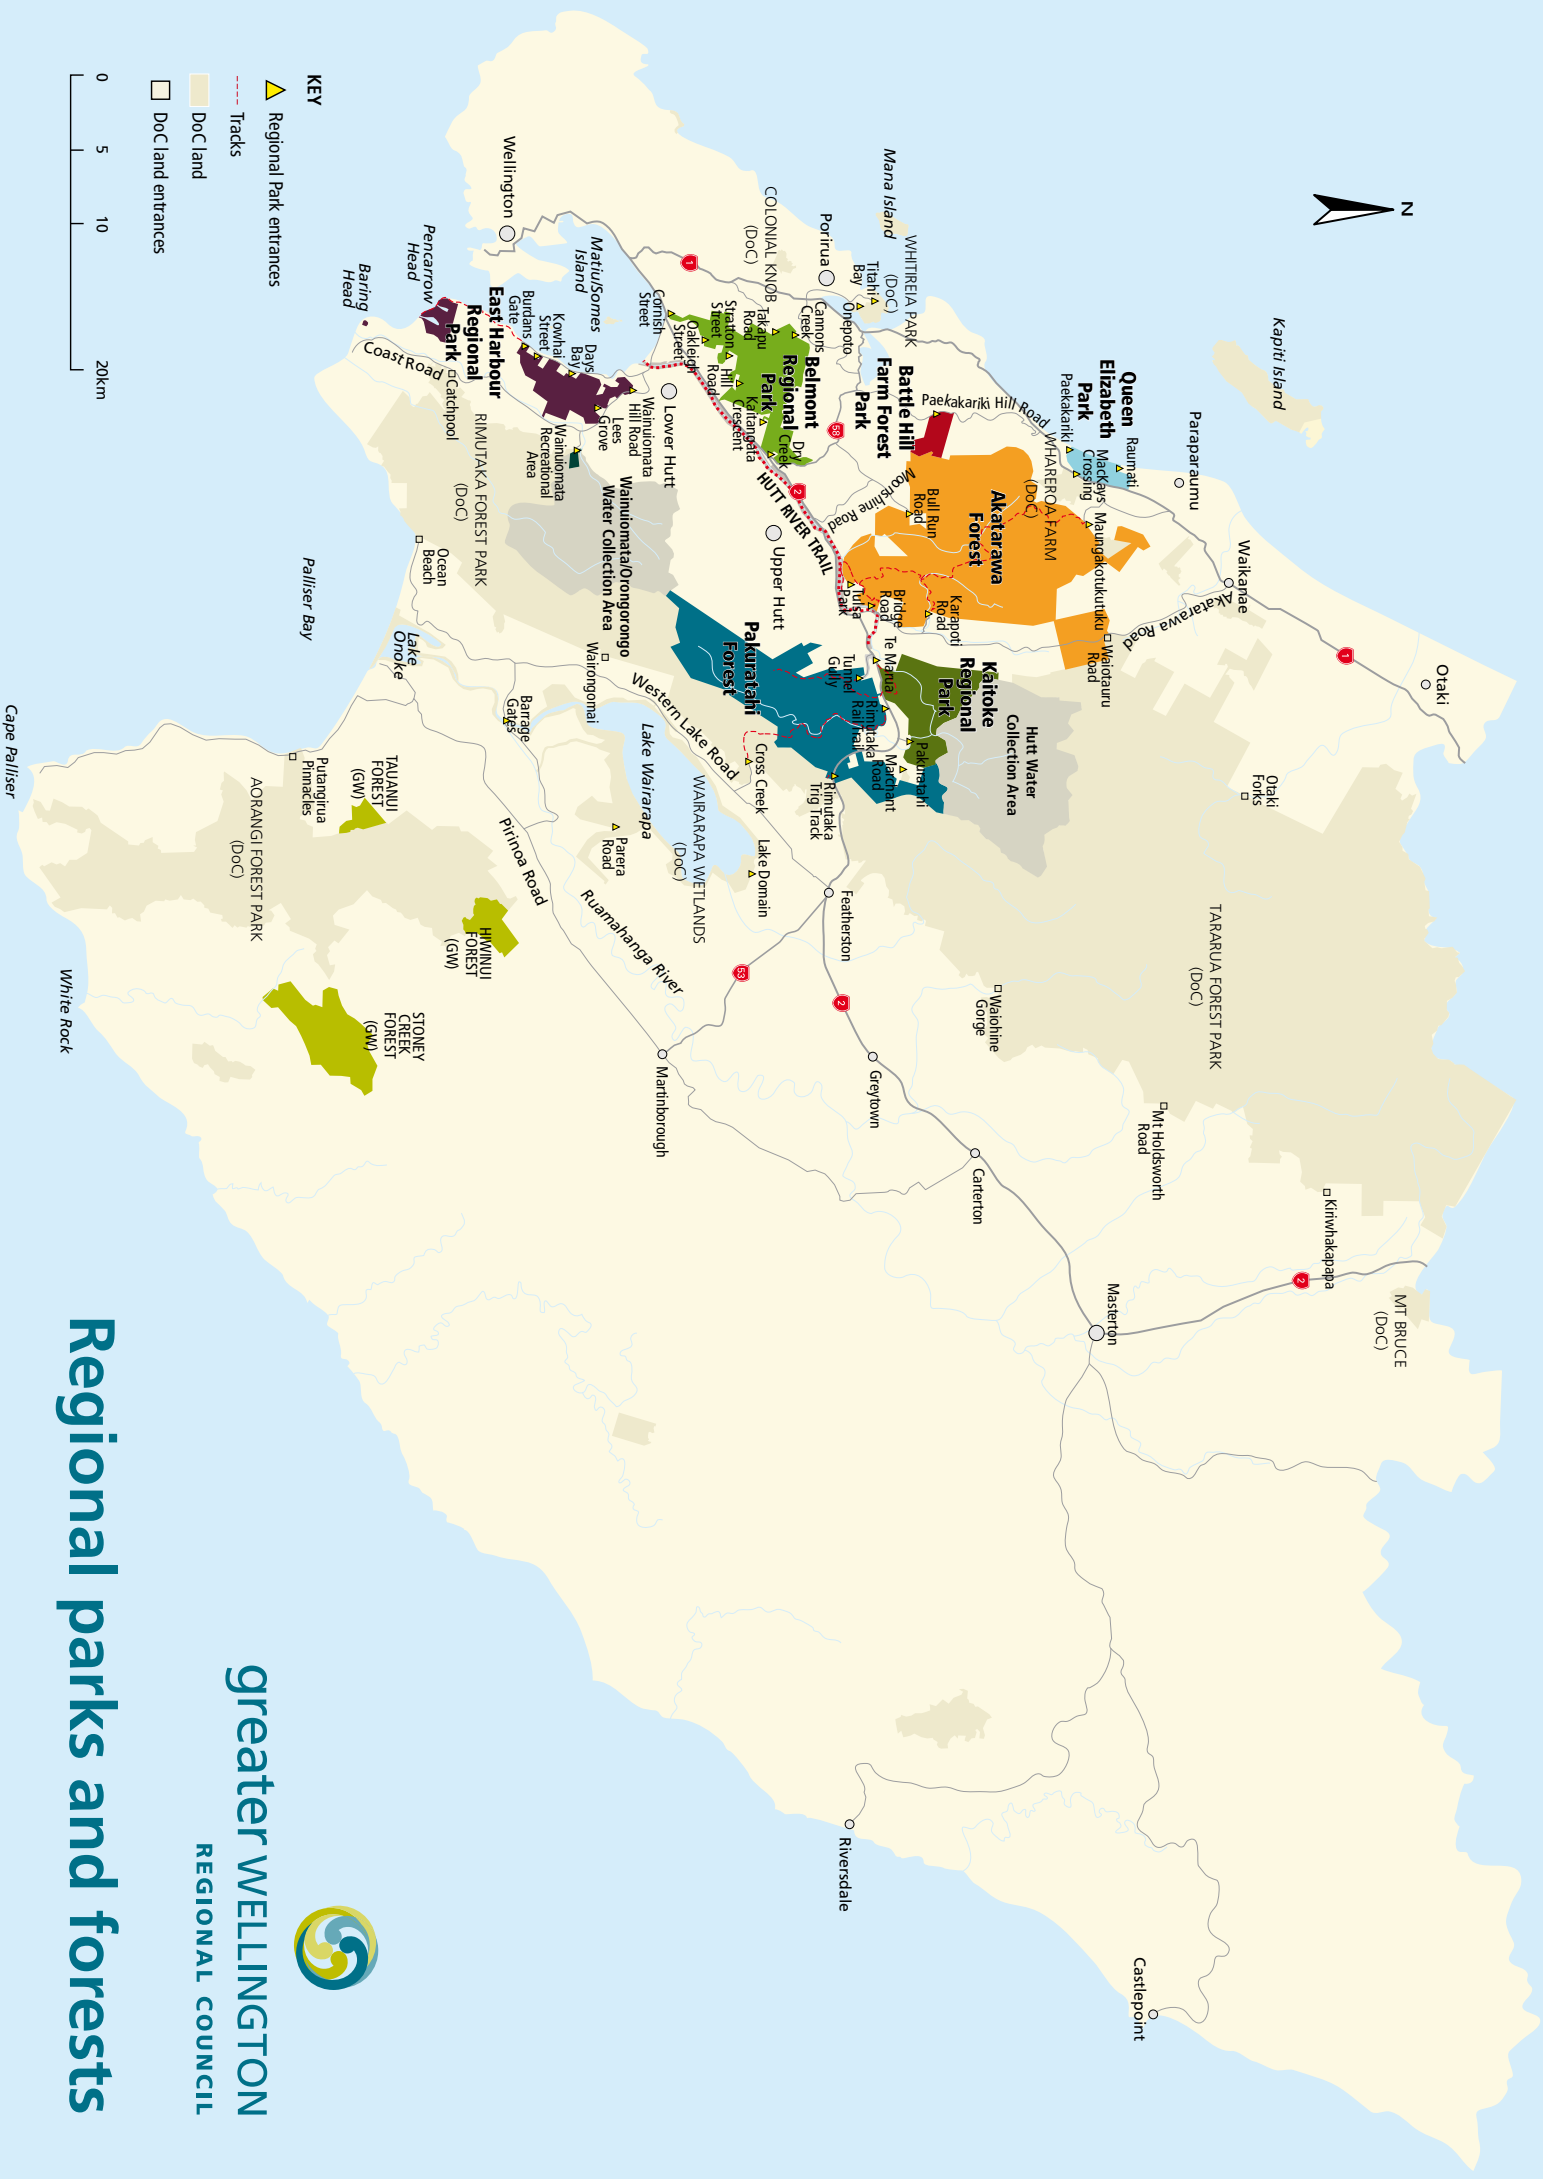 KEY
Regional Park entrances
Tracks
DoC land
DoC land entrances
0
5
10
20km
N
Kapiti Island
Mana Island
WHITIREIA PARK
(DoC)
Titahi
Bay
Onepoto
Porirua
COLONIAL KNOB
(DoC)
Cannons
Creek
Takapu
Road
Stratton
Street
Hill
Road
Oakleigh
Street
Cornish
Street
Kaitangata
Crescent
Dry
Creek
Belmont
Regional
Park
1
Wellington
Matiu/Somes
Island
Pencarrow
Head
Baring
Head
East Harbour
Regional
Park
Burdans
Gate
Kowhai
Street
Days
Bay
Lees
Grove
Wainuiomata
Hill Road
Wainuiomata
Recreational
Area
Coast Road
Catchpool
RIMUTAKA FOREST PARK
(DoC)
Lower Hutt
Upper Hutt
HUTT RIVER TRAIL
2
58
Battle Hill
Farm Forest
Park
Paekakariki Hill Road
Queen
Elizabeth
Park
Paekakariki
Raumati
MacKays
Crossing
Paraparaumu
WHAREROA FARM
(DoC)
Moonshine Road
Bull Run
Road
Akatarawa
Forest
Maungakotukutuku
Waikanae
Akatarawa Road
Waiotauru
Road
Karapoti
Road
Bridge
Road
Tulsa
Park
Te Marua
Tunnel
Gully
Kaitoke
Regional
Park
Hutt Water
Collection Area
Pakuratahi
Marchant
Road
Rimutaka
Rail Trail
Rimutaka
Trig Track
Cross Creek
Pakuratahi
Forest
Wainuiomata/Orongorongo
Water Collection Area
1
Otaki
Otaki
Forks
TARARUA FOREST PARK
(DoC)
Waiohine
Gorge
Mt Holdsworth
Road
Kiriwhakapapa
2
MT BRUCE
(DoC)
Masterton
Carterton
Greytown
2
Featherston
53
Martinborough
Lake Domain
WAIRARAPA WETLANDS
(DoC)
Lake Wairarapa
Western Lake Road
Wairongomai
Barrage
Gates
Parera
Road
Ruamahanga River
Pirinoa Road
Ocean
Beach
Lake
Onoke
Palliser Bay
Putangirua
Pinnacles
TAUANUI
FOREST
(GW)
AORANGI FOREST PARK
(DoC)
HIWINUI
FOREST
(GW)
STONEY
CREEK
FOREST
(GW)
Cape Palliser
White Rock
Riversdale
Castlepoint
greater WELLINGTON
REGIONAL COUNCIL
Regional parks and forests